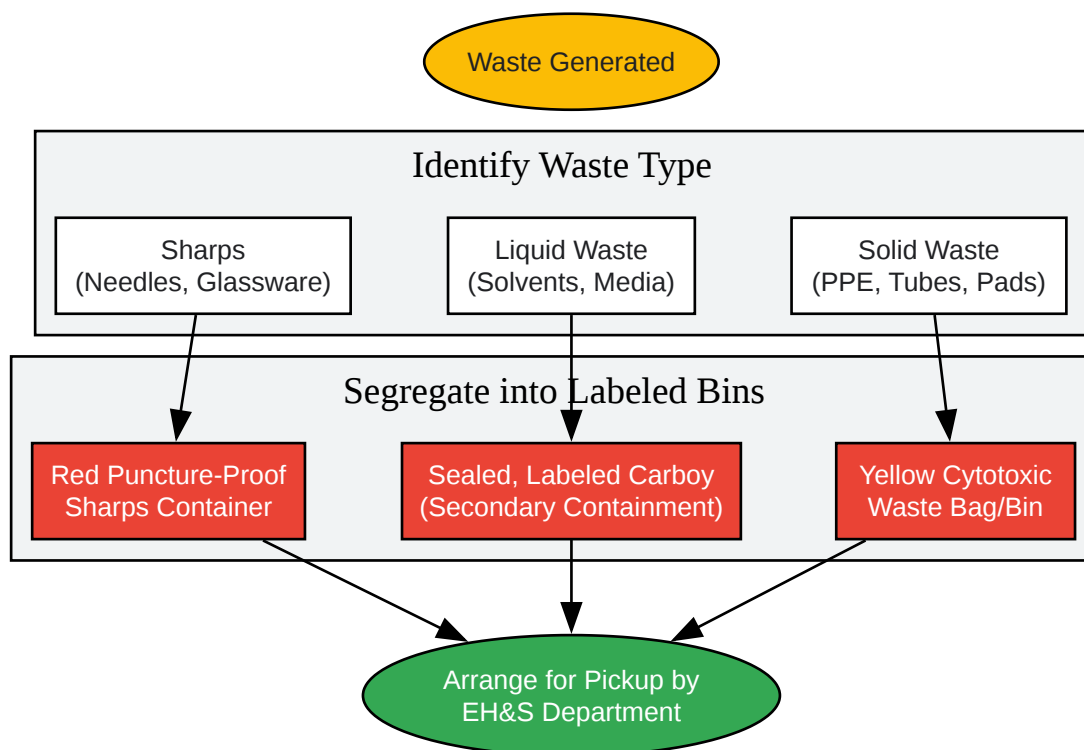 Waste Generated
Identify Waste Type
Sharps
(Needles, Glassware)
Liquid Waste
(Solvents, Media)
Solid Waste
(PPE, Tubes, Pads)
Segregate into Labeled Bins
Red Puncture-Proof
Sharps Container
Sealed, Labeled Carboy
(Secondary Containment)
Yellow Cytotoxic
Waste Bag/Bin
Arrange for Pickup by
EH&S Department